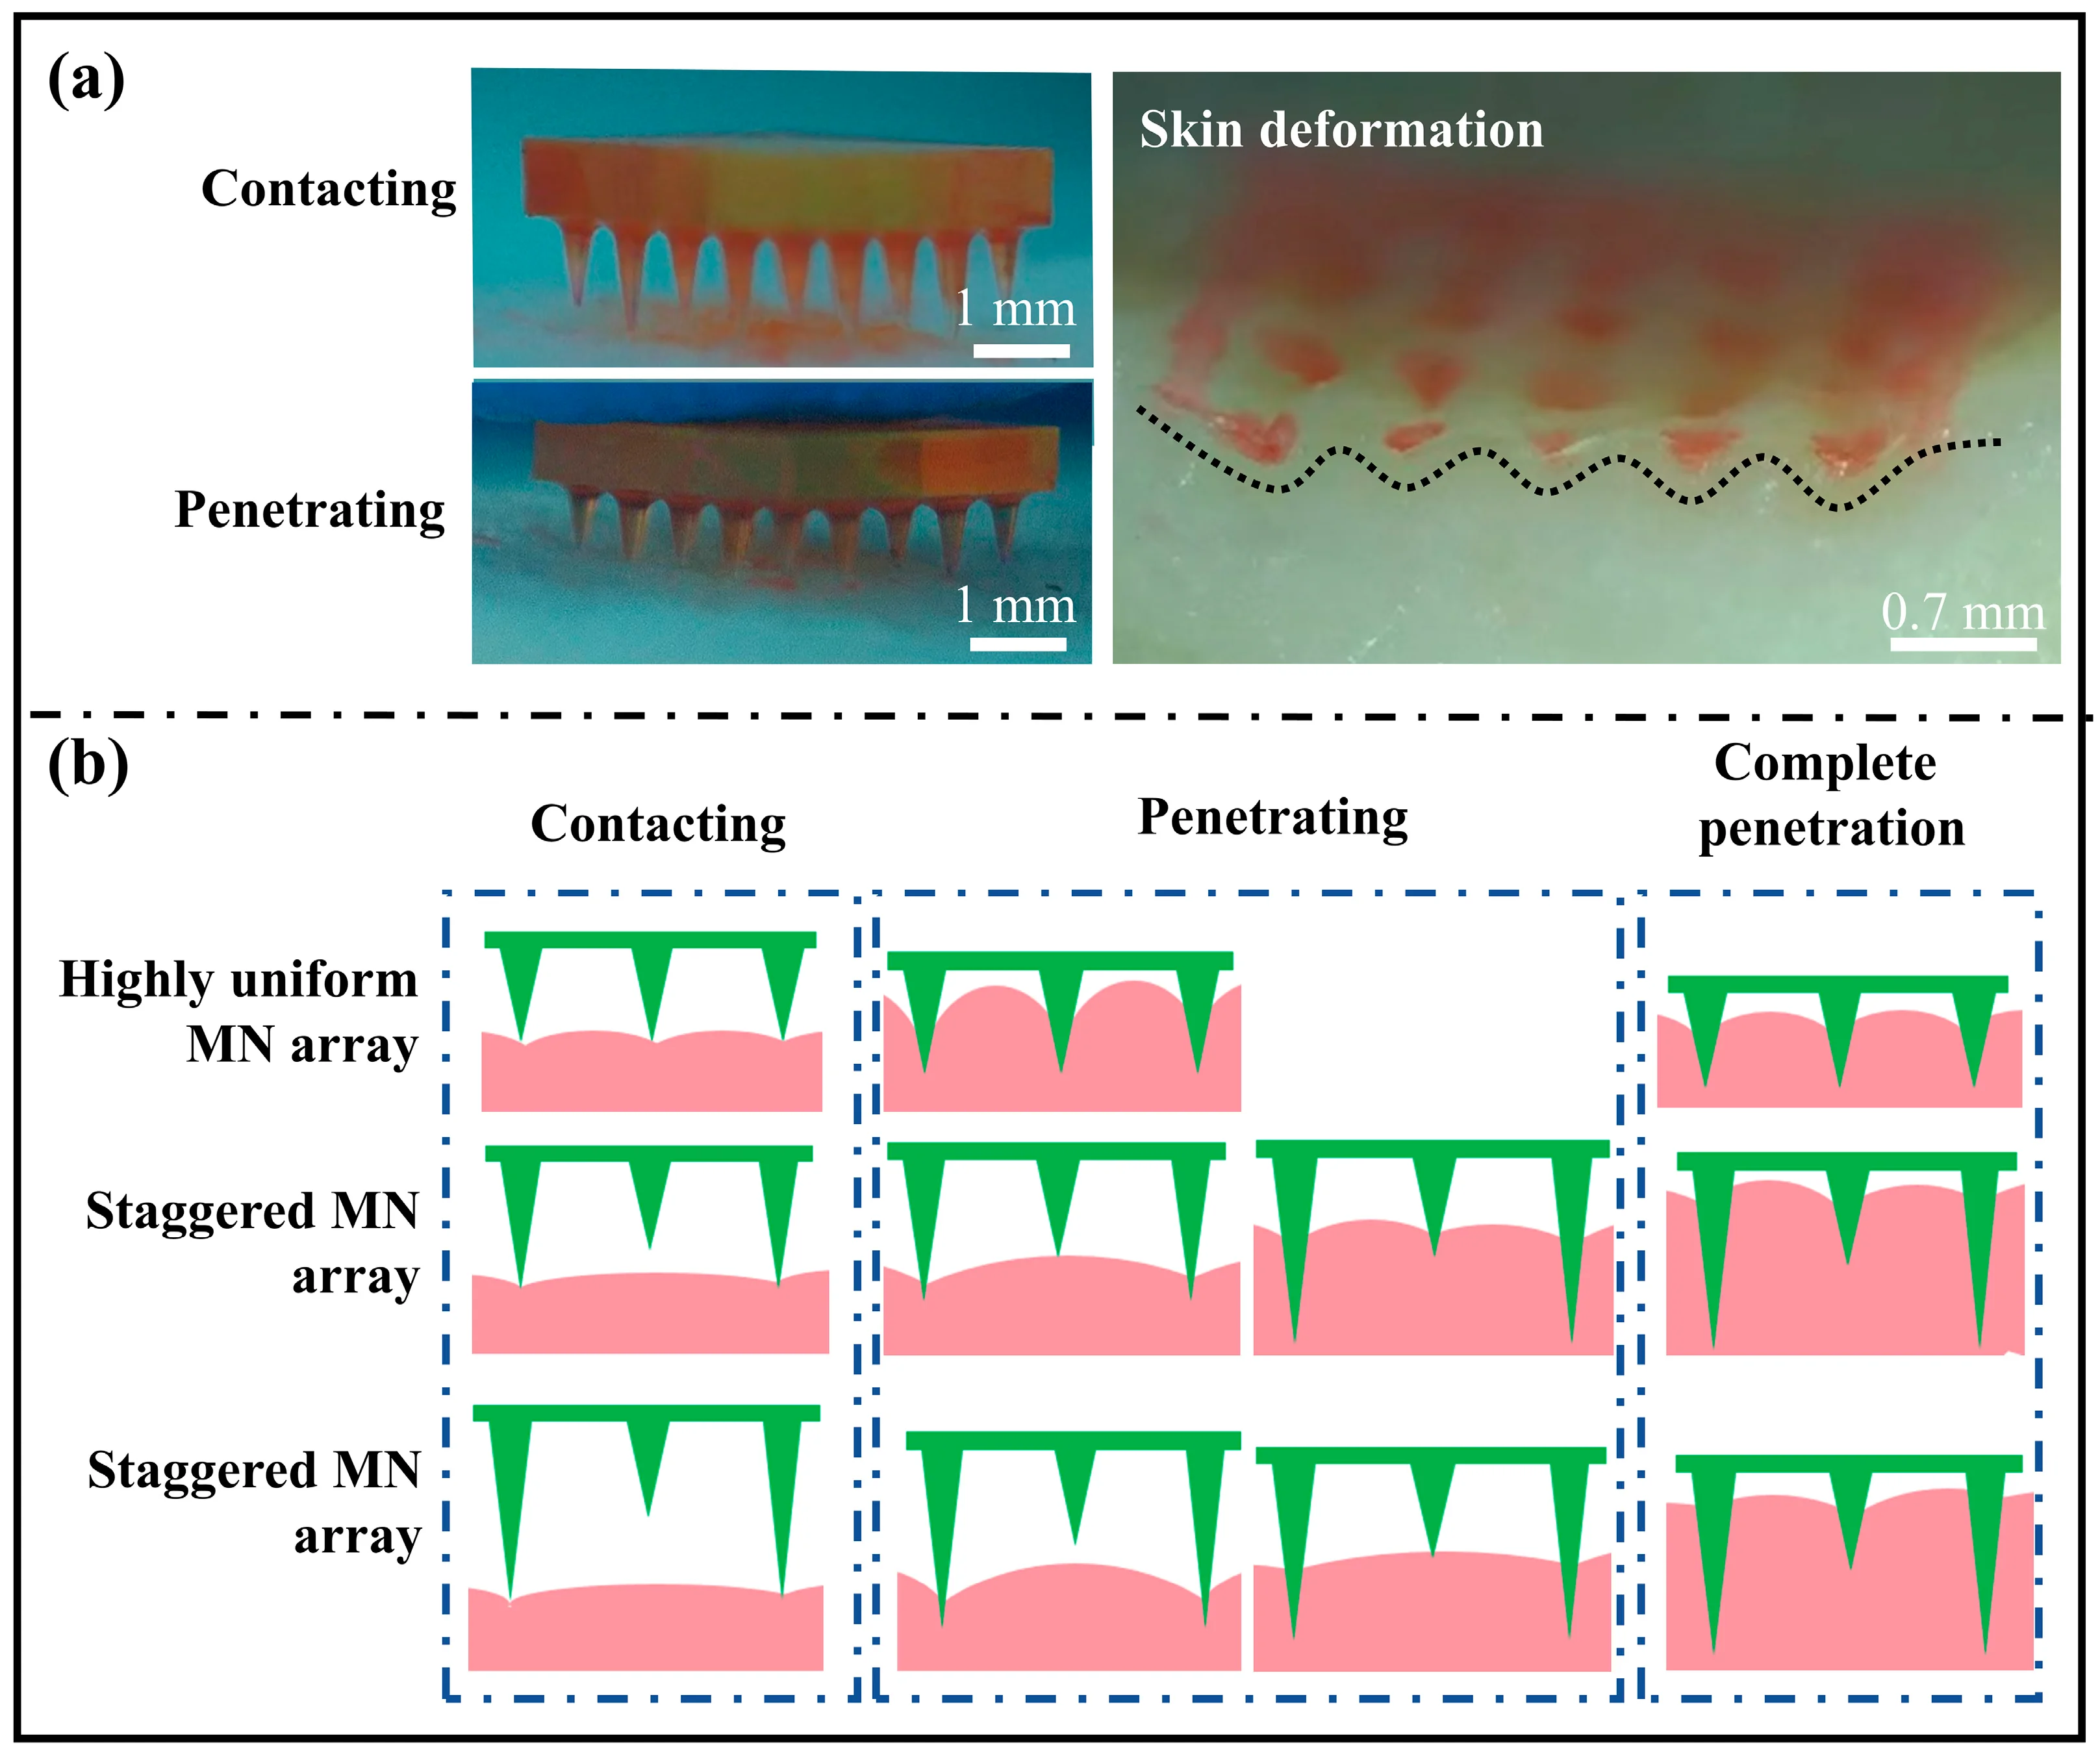 (a)
Contacting
1 mm
Penetrating
1 mm
Skin deformation
0.7 mm
(b)
Contacting
Penetrating
Complete
penetration
Highly uniform
MN array
Staggered MN
array
Staggered MN
array